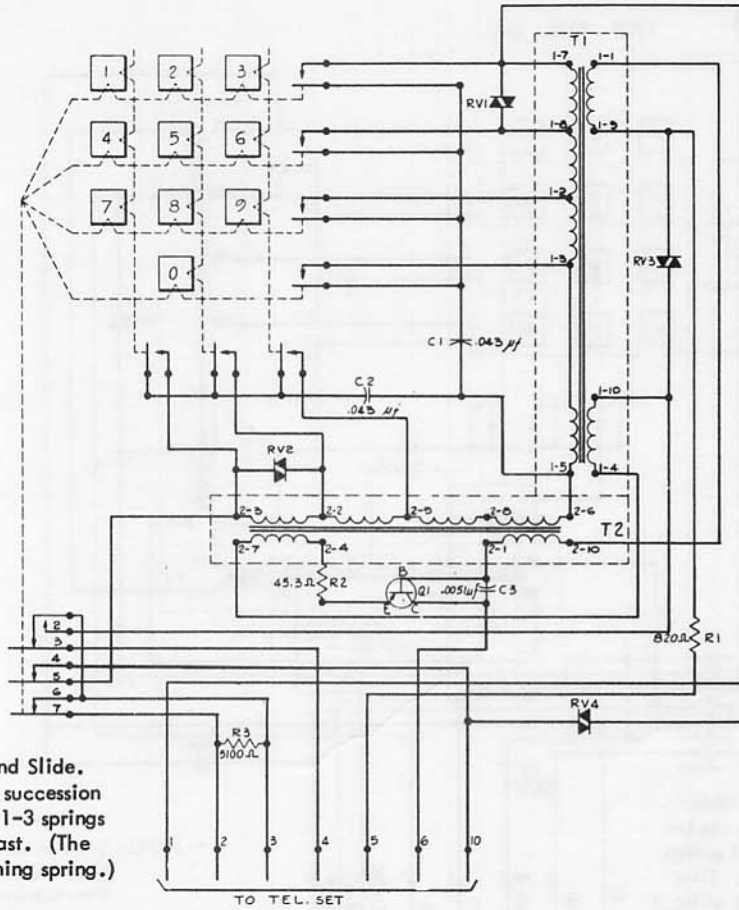 T1
1-7
1-1
1 2 3
RV1
1-8
1-9
4 5 6
1-2
7 8 9
1-3
RV3
0
C1 .043 μf
C2
.043 μf
1-10
RV2
1-5
1-4
2-3
2-2
2-9
2-8
2-6
T2
2-7
2-4
2-1
2-10
B
45.3Ω R2
Q1
.0051μf C3
E C
2
3
4
5
6
7
820Ω R1
RV4
R3
5100Ω
nd Slide.
succession
1-3 springs
ast. (The
ning spring.)
1 2 3 4 5 6 10
TO TEL. SET